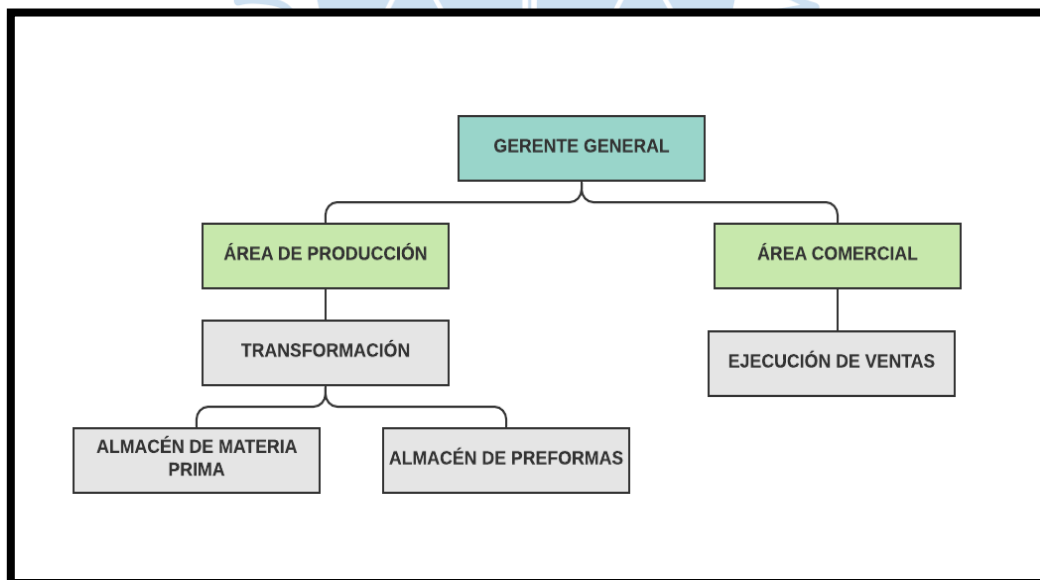 GERENTE GENERAL
ÁREA DE PRODUCCIÓN
ÁREA COMERCIAL
TRANSFORMACIÓN
EJECUCIÓN DE VENTAS
ALMACÉN DE MATERIA
PRIMA
ALMACÉN DE PREFORMAS